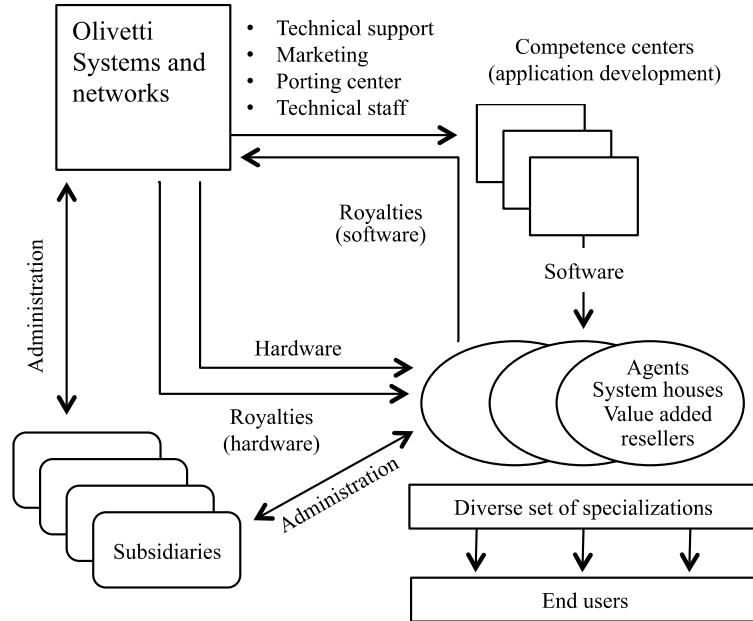 Olivetti
Systems and
networks
• Technical support
• Marketing
• Porting center
• Technical staff
Competence centers
(application development)
Royalties
(software)
Software
Administration
Hardware
Royalties
(hardware)
Agents
System houses
Value added
resellers
Administration
Subsidiaries
Diverse set of specializations
End users